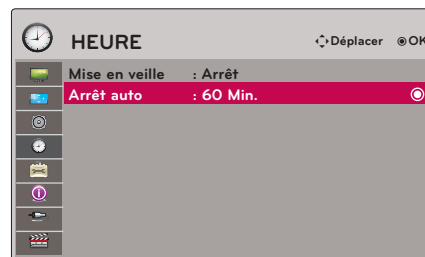 HEURE
Déplacer
OK
Mise en veille : Arrêt
Arrêt auto : 60 Min.